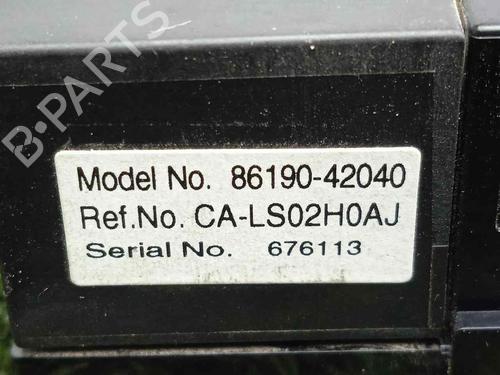 B-PARTS
Model No. 86190-42040
Ref.No. CA-LS02H0AJ
Serial No. 676113